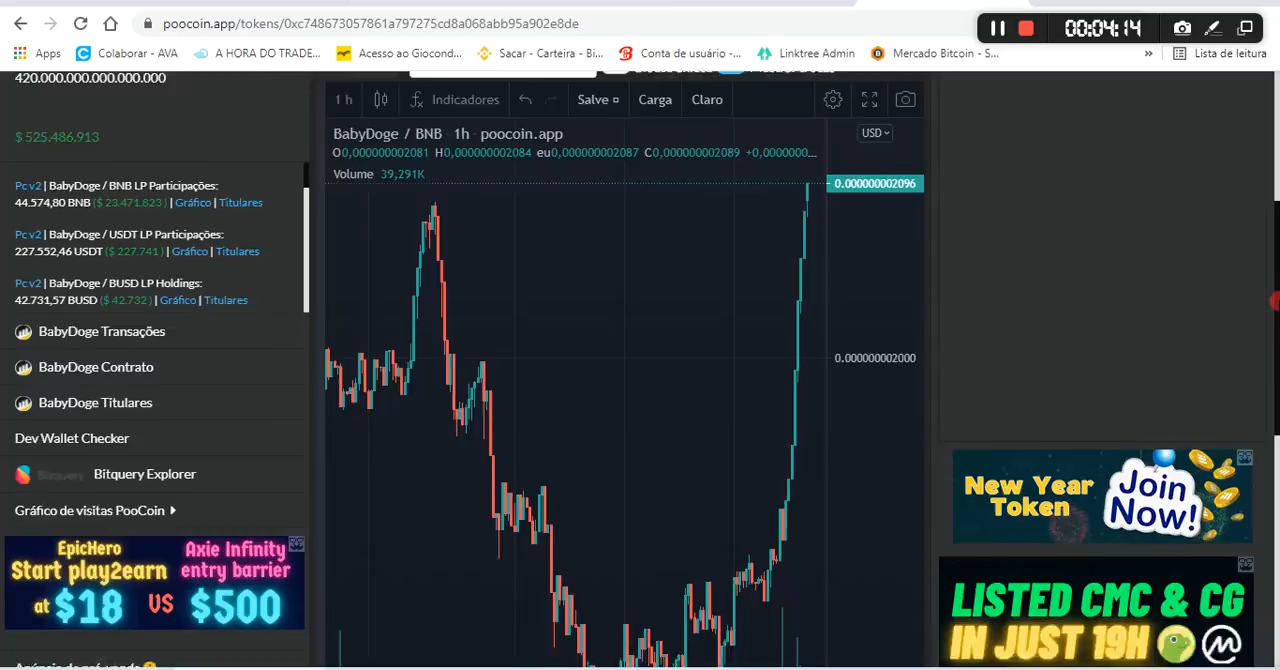 poocoin.app/tokens/0xc748673057861a797275cd8a068abb95a902e8de
00:04:14
Apps Colaborar - AVA A HORA DO TRADE... Acesso ao Giocond... Sacar - Carteira - Bi... Conta de usuário -... Linktree Admin Mercado Bitcoin - S... » Lista de leitura
420.000.000.000.000.000
$ 525.486.913
Pc v2 | BabyDoge / BNB LP Participações:
44.574,80 BNB ($ 23.471.823 ) | Gráfico | Titulares
Pc v2 | BabyDoge / USDT LP Participações:
227.552,46 USDT ($ 227.741 ) | Gráfico | Titulares
Pc v2 | BabyDoge / BUSD LP Holdings:
42.731,57 BUSD ($ 42.732 ) | Gráfico | Titulares
BabyDoge Transações
BabyDoge Contrato
BabyDoge Titulares
Dev Wallet Checker
Bitquery Bitquery Explorer
Gráfico de visitas PooCoin
EpicHero Axie Infinity
Start play2earn entry barrier
at $18 VS $500
1 h Indicadores Salve Carga Claro
BabyDoge / BNB 1h poocoin.app
O0,000000002081 H0,000000002084 eu0,000000002087 C0,000000002089 +0,0000000...
Volume 39,291K
USD
0.000000002096
0.000000002000
New Year
Token
Join
Now!
LISTED CMC & CG
IN JUST 19H